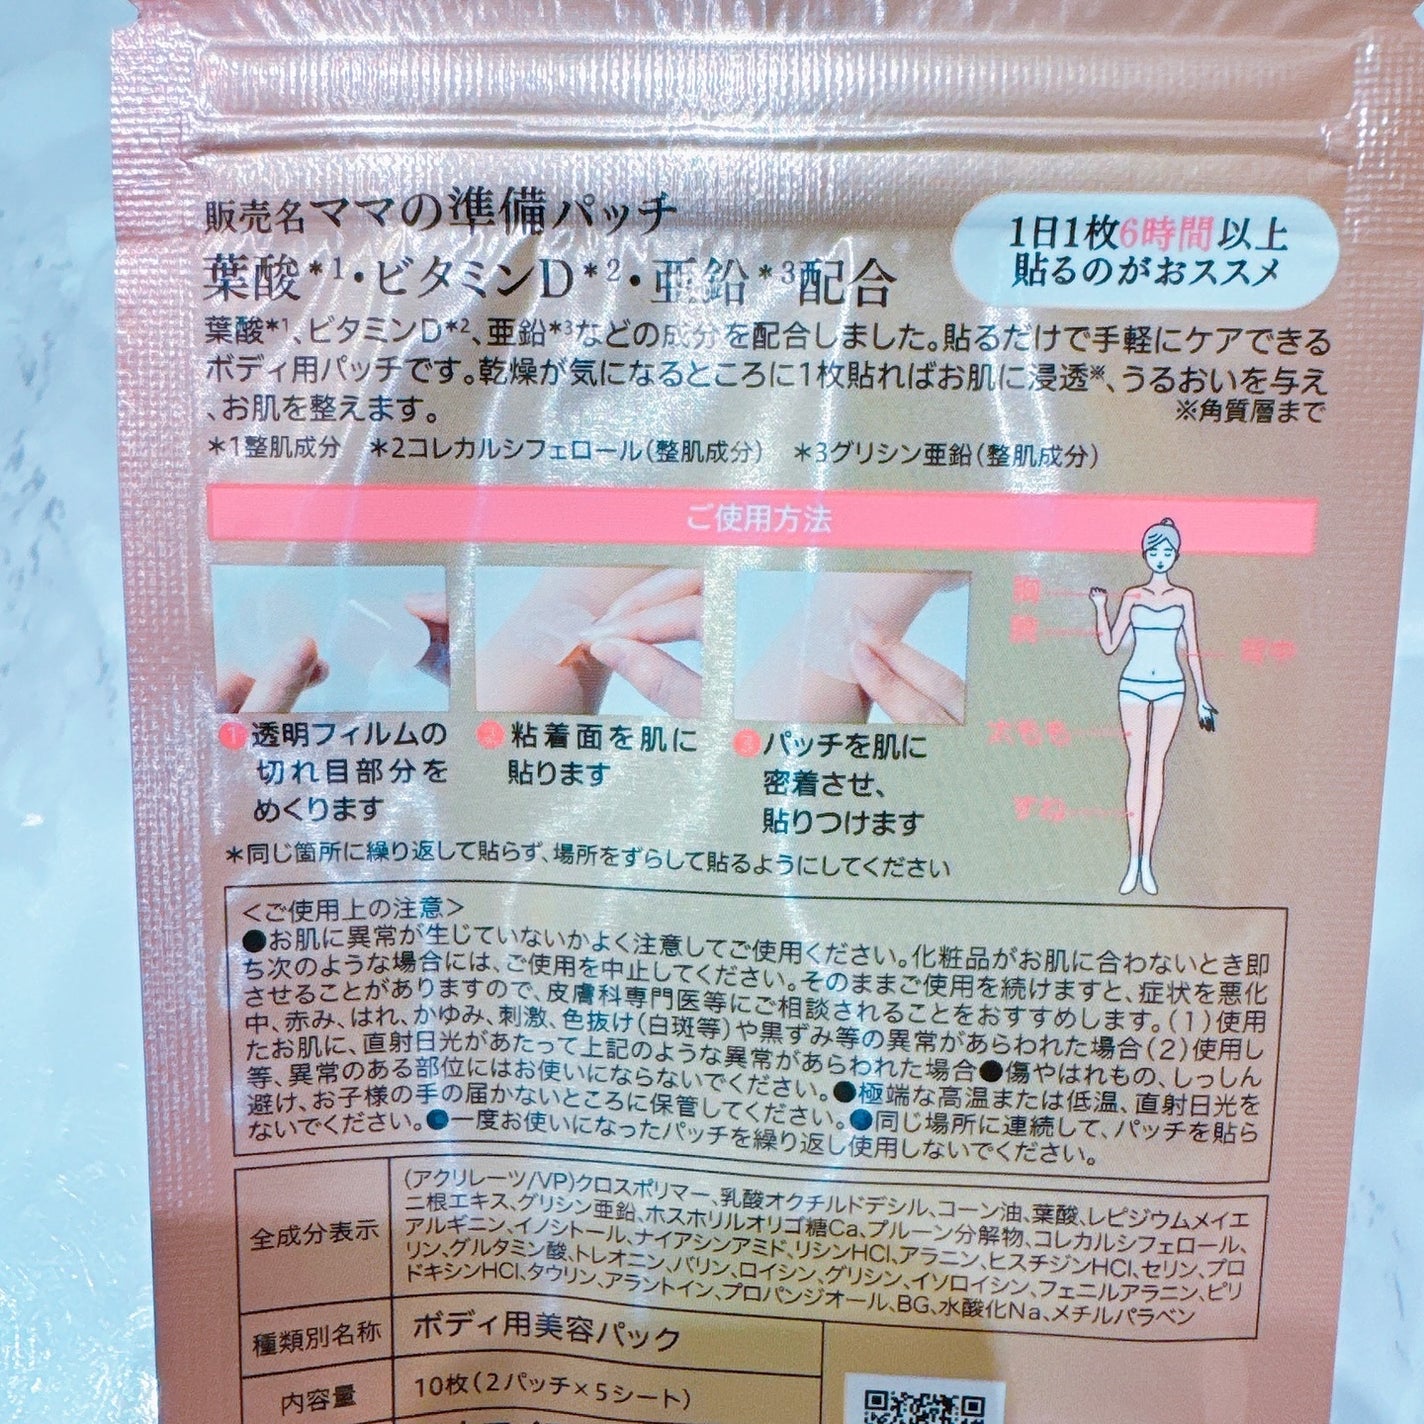 販売名ママの準備パッチ
1日1枚6時間以上
貼るのがおススメ
葉酸*1・ビタミンD*2・亜鉛*3配合
葉酸*1、ビタミンD*2、亜鉛*3などの成分を配合しました。貼るだけで手軽にケアできる
ボディ用パッチです。乾燥が気になるところに1枚貼ればお肌に浸透※、うるおいを与え
、お肌を整えます。
※角質層まで
*1整肌成分 *2コレカルシフェロール(整肌成分) *3グリシン亜鉛(整肌成分)
ご使用方法
1 透明フィルムの
切れ目部分を
めくります
2 粘着面を肌に
貼ります
3 パッチを肌に
密着させ、
貼りつけます
胸
腕
背中
太もも
すね
*同じ箇所に繰り返して貼らず、場所をずらして貼るようにしてください
<ご使用上の注意>
●お肌に異常が生じていないかよく注意してご使用ください。化粧品がお肌に合わないとき即
ち次のような場合には、ご使用を中止してください。そのままご使用を続けますと、症状を悪化
させることがありますので、皮膚科専門医等にご相談されることをおすすめします。(1)使用
中、赤み、はれ、かゆみ、刺激、色抜け(白斑等)や黒ずみ等の異常があらわれた場合(2)使用し
たお肌に、直射日光があたって上記のような異常があらわれた場合●傷やはれもの、しっしん
等、異常のある部位にはお使いにならないでください。●極端な高温または低温、直射日光を
避け、お子様の手の届かないところに保管してください。●同じ場所に連続して、パッチを貼ら
ないでください。●一度お使いになったパッチを繰り返し使用しないでください。
全成分表示
(アクリレーツ/VP)クロスポリマー、乳酸オクチルドデシル、コーン油、葉酸、レピジウムメイエ
ニ根エキス、グリシン亜鉛、ホスホリルオリゴ糖Ca、プルーン分解物、コレカルシフェロール、
アルギニン、イノシトール、ナイアシンアミド、リシンHCl、アラニン、ヒスチジンHCl、セリン、プロ
リン、グルタミン酸、トレオニン、バリン、ロイシン、グリシン、イソロイシン、フェニルアラニン、ピリ
ドキシンHCl、タウリン、アラントイン、プロパンジオール、BG、水酸化Na、メチルパラベン
種類別名称
ボディ用美容パック
内容量
10枚(2パッチ×5シート)